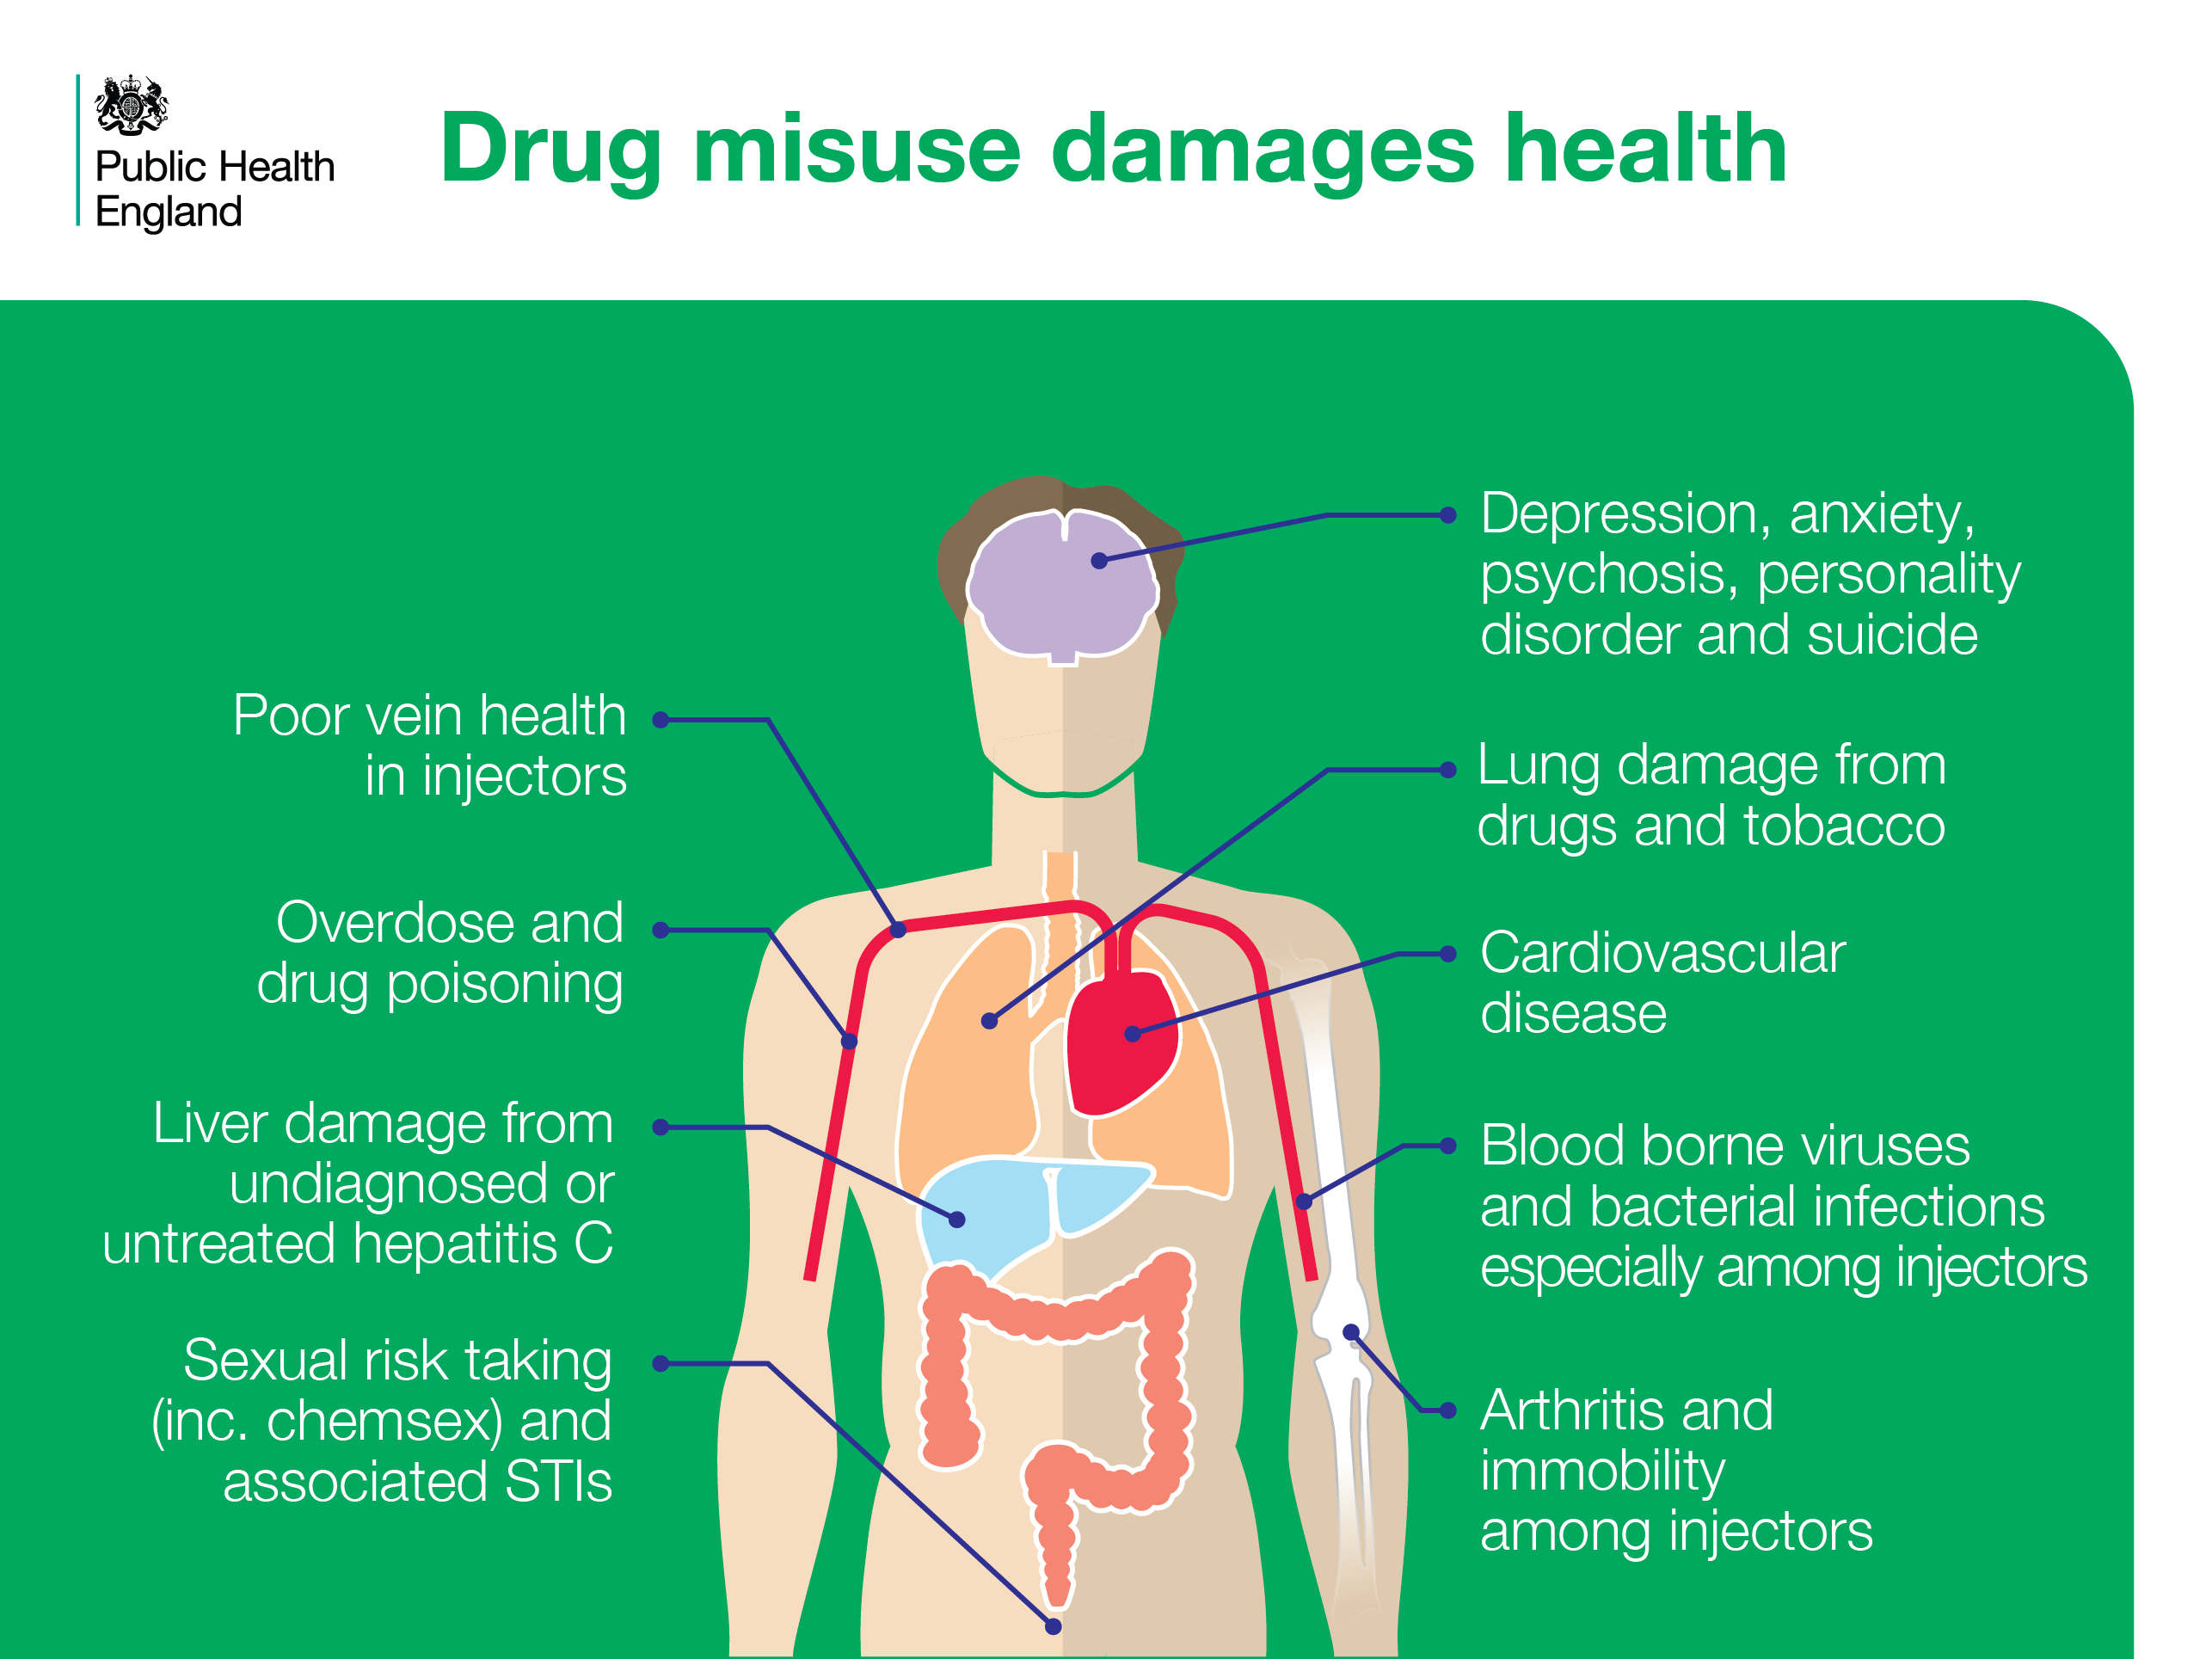 Public Health
England
Drug misuse damages health
Depression, anxiety,
psychosis, personality
disorder and suicide
Poor vein health
in injectors
Lung damage from
drugs and tobacco
Overdose and
drug poisoning
Cardiovascular
disease
Liver damage from
undiagnosed or
untreated hepatitis C
Blood borne viruses
and bacterial infections
especially among injectors
Sexual risk taking
(inc. chemsex) and
associated STIs
Arthritis and
immobility
among injectors